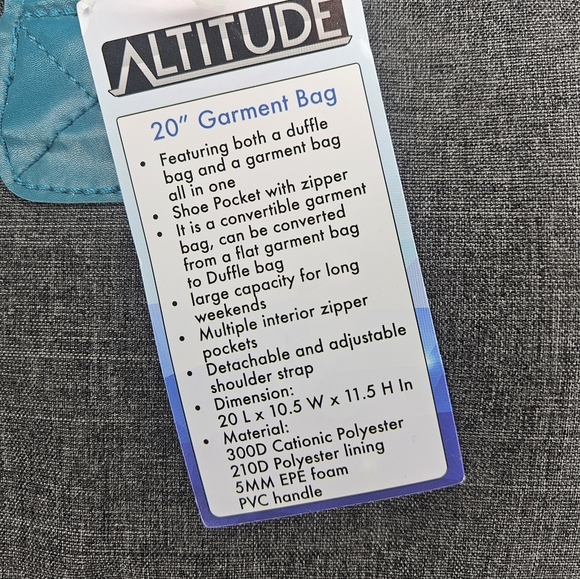 ALTITUDE
20” Garment Bag
• Featuring both a duffle
bag and a garment bag
all in one
• Shoe Pocket with zipper
• It is a convertible garment
bag, can be converted
from a flat garment bag
to Duffle bag
• large capacity for long
weekends
• Multiple interior zipper
pockets
• Detachable and adjustable
shoulder strap
• Dimension:
20 L x 10.5 W x 11.5 H In
• Material:
300D Cationic Polyester
210D Polyester lining
5MM EPE foam
PVC handle